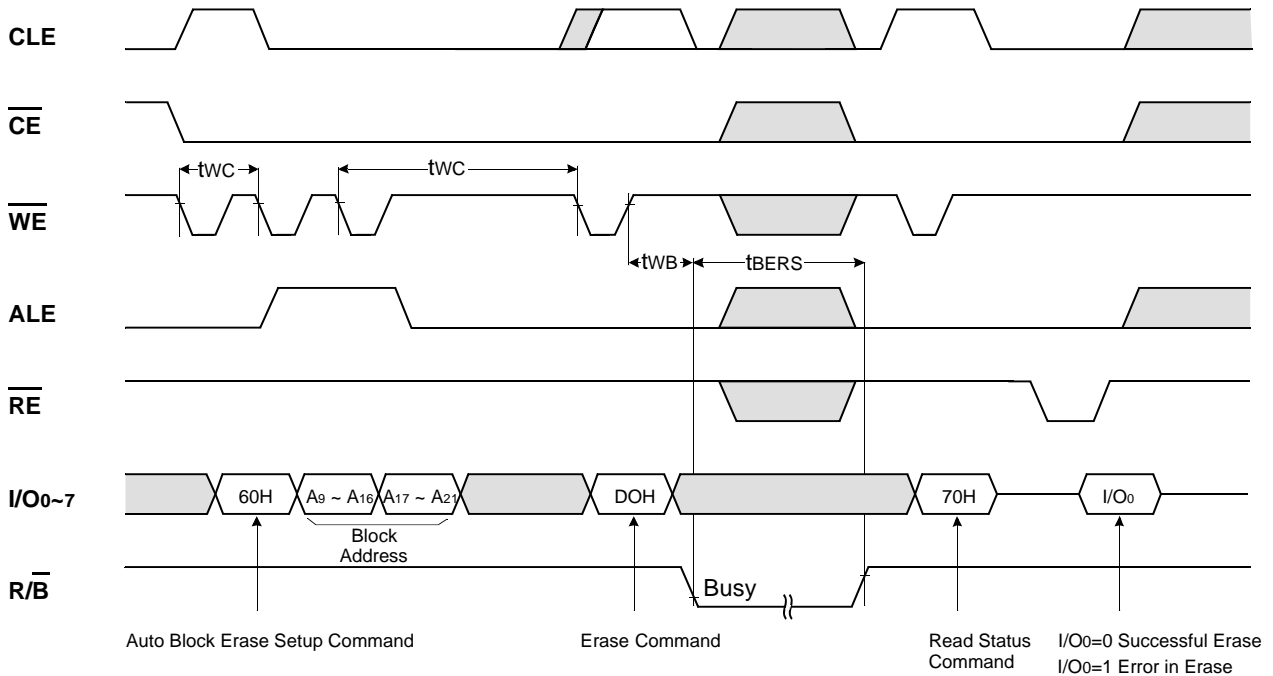 CLE
CE
tWC
tWC
WE
tWB
tBERS
ALE
RE
I/O0~7
60H
A9 ~ A16
A17 ~ A21
DOH
70H
I/O0
Block
Address
R/B
Busy
Auto Block Erase Setup Command
Erase Command
Read Status
Command
I/O0=0 Successful Erase
I/O0=1 Error in Erase